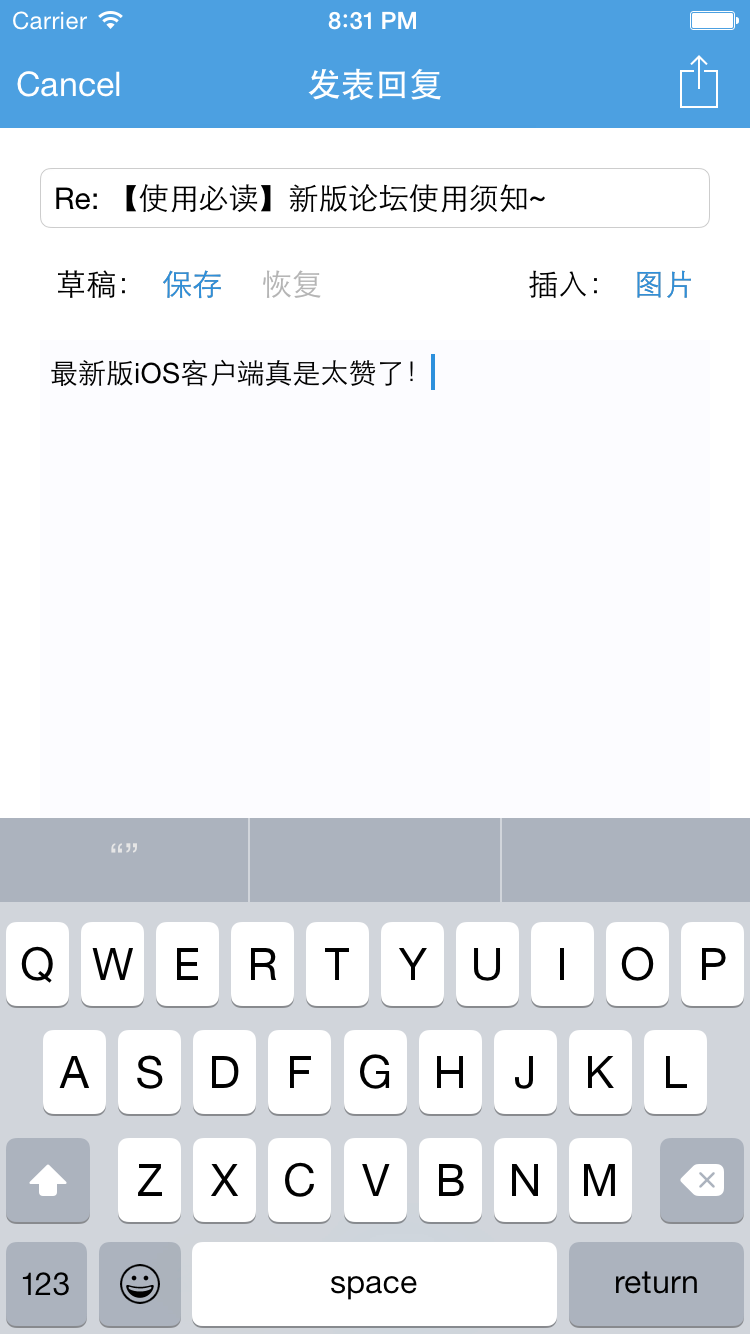 Carrier 8:31 PM
Cancel 发表回复
Re: 【使用必读】新版论坛使用须知~
草稿： 保存 恢复 插入： 图片
最新版iOS客户端真是太赞了！
“”
Q W E R T Y U I O P
A S D F G H J K L
Z X C V B N M
123 space return